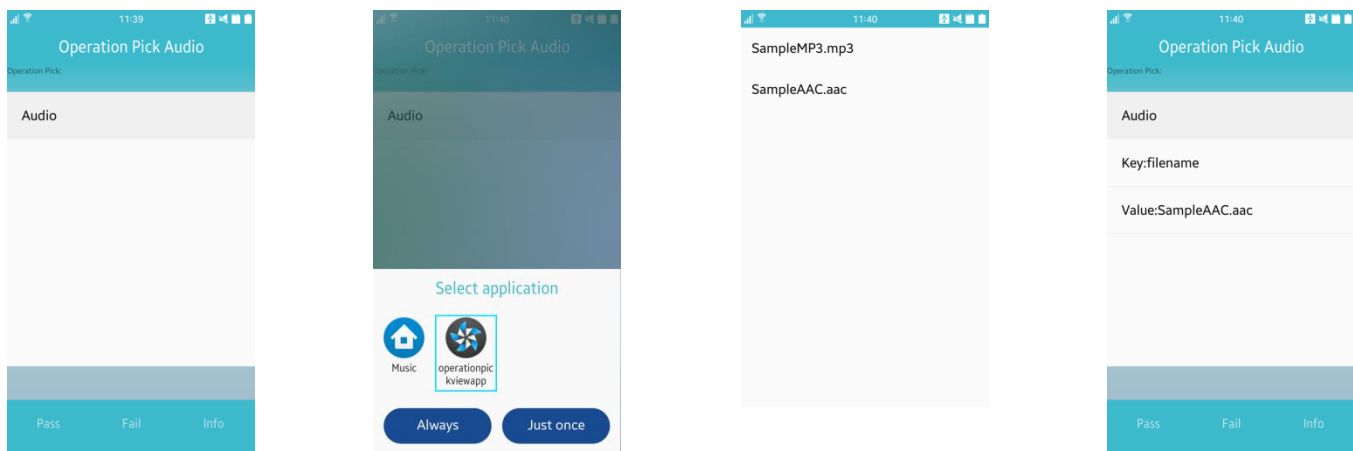 11:39
Operation Pick Audio
Operation Pick:
Audio
Pass Fail Info
11:40
Operation Pick Audio
Operation Pick:
Audio
Select application
Music
operationpic
kviewapp
Always Just once
11:40
SampleMP3.mp3
SampleAAC.aac
11:40
Operation Pick Audio
Operation Pick:
Audio
Key:filename
Value:SampleAAC.aac
Pass Fail Info